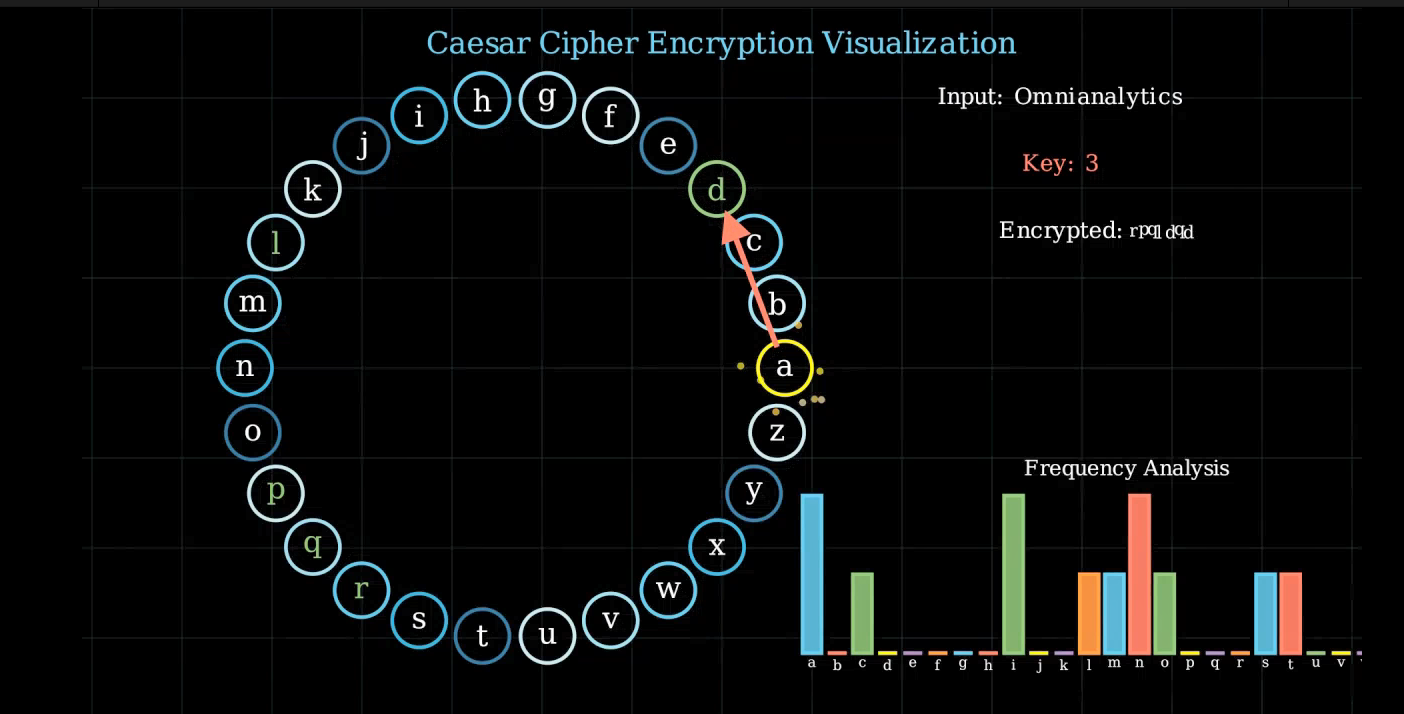 Caesar Cipher Encryption Visualization
a
b
c
d
e
f
g
h
i
j
k
l
m
n
o
p
q
r
s
t
u
v
w
x
y
z
Input: Omnianalytics
Key: 3
Encrypted: rpqldqd
Frequency Analysis
a b c d e f g h i j k l m n o p q r s t u v